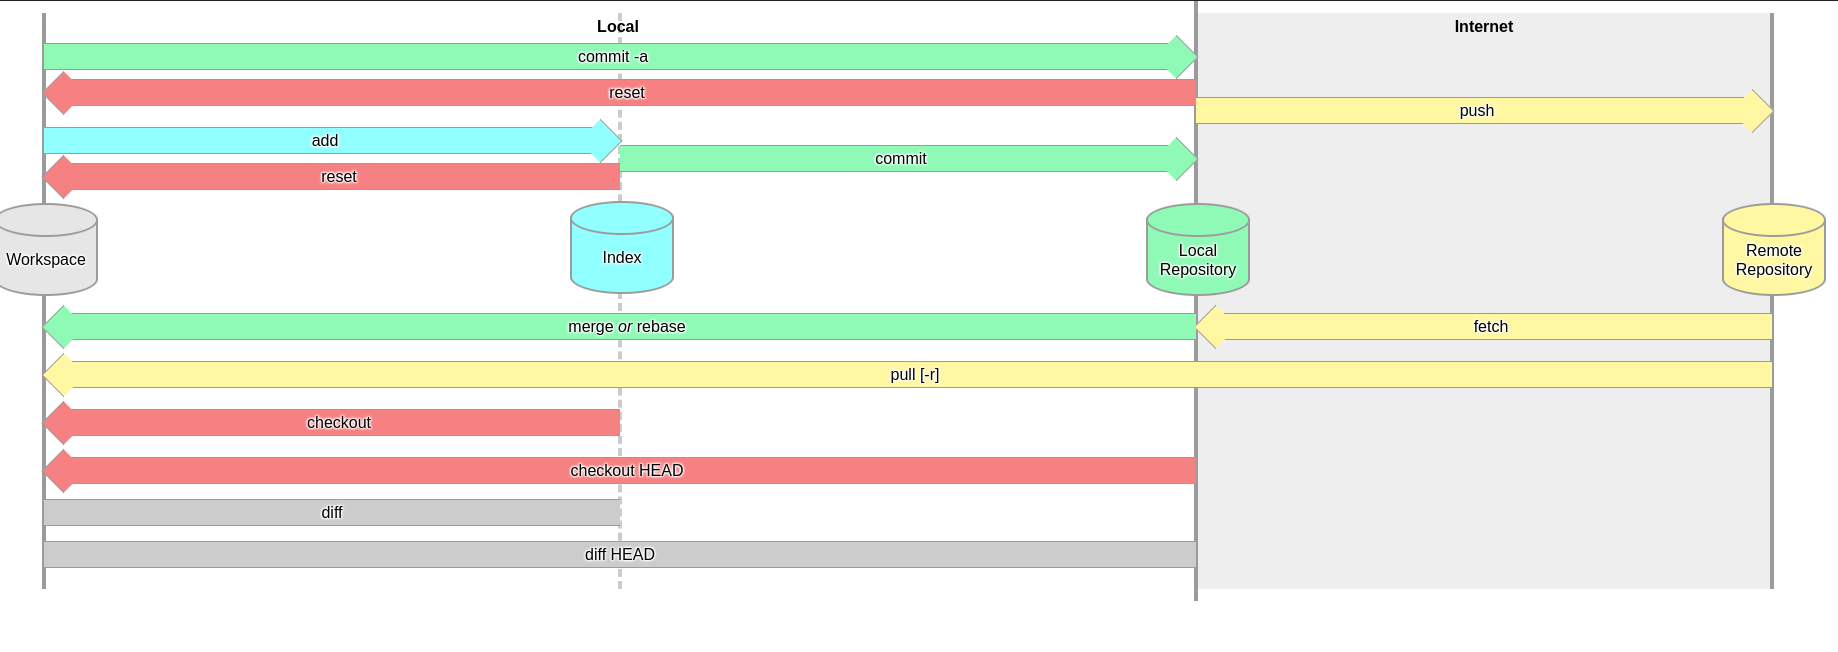 Local
Internet
commit -a
reset
push
add
commit
reset
Workspace
Index
Local
Repository
Remote
Repository
merge or rebase
fetch
pull [-r]
checkout
checkout HEAD
diff
diff HEAD